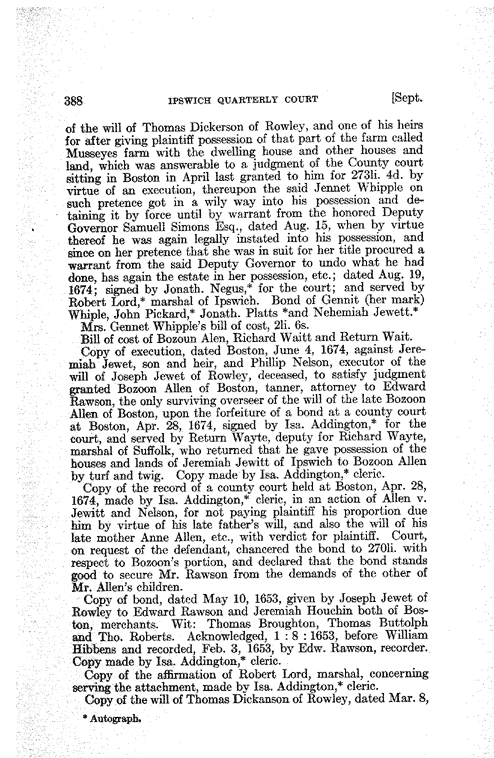 388 IPSWICH QUARTERLY COURT [Sept.
of the will of Thomas Dickerson of Rowley, and one of his heirs
for after giving plaintiff possession of that part of the farm called
Musseyes farm with the dwelling house and other houses and
land, which was answerable to a judgment of the County court
sitting in Boston in April last granted to him for 273li. 4d. by
virtue of an execution, thereupon the said Jennet Whipple on
such pretence got in a wily way into his possession and de-
taining it by force until by warrant from the honored Deputy
Governor Samuell Simons Esq., dated Aug. 15, when by virtue
thereof he was again legally instated into his possession, and
since on her pretence that she was in suit for her title procured a
warrant from the said Deputy Governor to undo what he had
done, has again the estate in her possession, etc.; dated Aug. 19,
1674; signed by Jonath. Negus,* for the court; and served by
Robert Lord,* marshal of Ipswich. Bond of Gennit (her mark)
Whiple, John Pickard,* Jonath. Platts *and Nehemiah Jewett.*
Mrs. Gennet Whipple's bill of cost, 2li. 6s.
Bill of cost of Bozoun Alen, Richard Waitt and Return Wait.
Copy of execution, dated Boston, June 4, 1674, against Jere-
miah Jewet, son and heir, and Phillip Nelson, executor of the
will of Joseph Jewet of Rowley, deceased, to satisfy judgment
granted Bozoon Allen of Boston, tanner, attorney to Edward
Rawson, the only surviving overseer of the will of the late Bozoon
Allen of Boston, upon the forfeiture of a bond at a county court
at Boston, Apr. 28, 1674, signed by Isa. Addington,* for the
court, and served by Return Wayte, deputy for Richard Wayte,
marshal of Suffolk, who returned that he gave possession of the
houses and lands of Jeremiah Jewitt of Ipswich to Bozoon Allen
by turf and twig. Copy made by Isa. Addington,* cleric.
Copy of the record of a county court held at Boston, Apr. 28,
1674, made by Isa. Addington,* cleric, in an action of Allen v.
Jewitt and Nelson, for not paying plaintiff his proportion due
him by virtue of his late father's will, and also the will of his
late mother Anne Allen, etc., with verdict for plaintiff. Court,
on request of the defendant, chancered the bond to 270li. with
respect to Bozoon's portion, and declared that the bond stands
good to secure Mr. Rawson from the demands of the other of
Mr. Allen's children.
Copy of bond, dated May 10, 1653, given by Joseph Jewet of
Rowley to Edward Rawson and Jeremiah Houchin both of Bos-
ton, merchants. Wit: Thomas Broughton, Thomas Buttolph
and Tho. Roberts. Acknowledged, 1 : 8 : 1653, before William
Hibbens and recorded, Feb. 3, 1653, by Edw. Rawson, recorder.
Copy made by Isa. Addington,* cleric.
Copy of the affirmation of Robert Lord, marshal, concerning
serving the attachment, made by Isa. Addington,* cleric.
Copy of the will of Thomas Dickanson of Rowley, dated Mar. 8,
* Autograph.